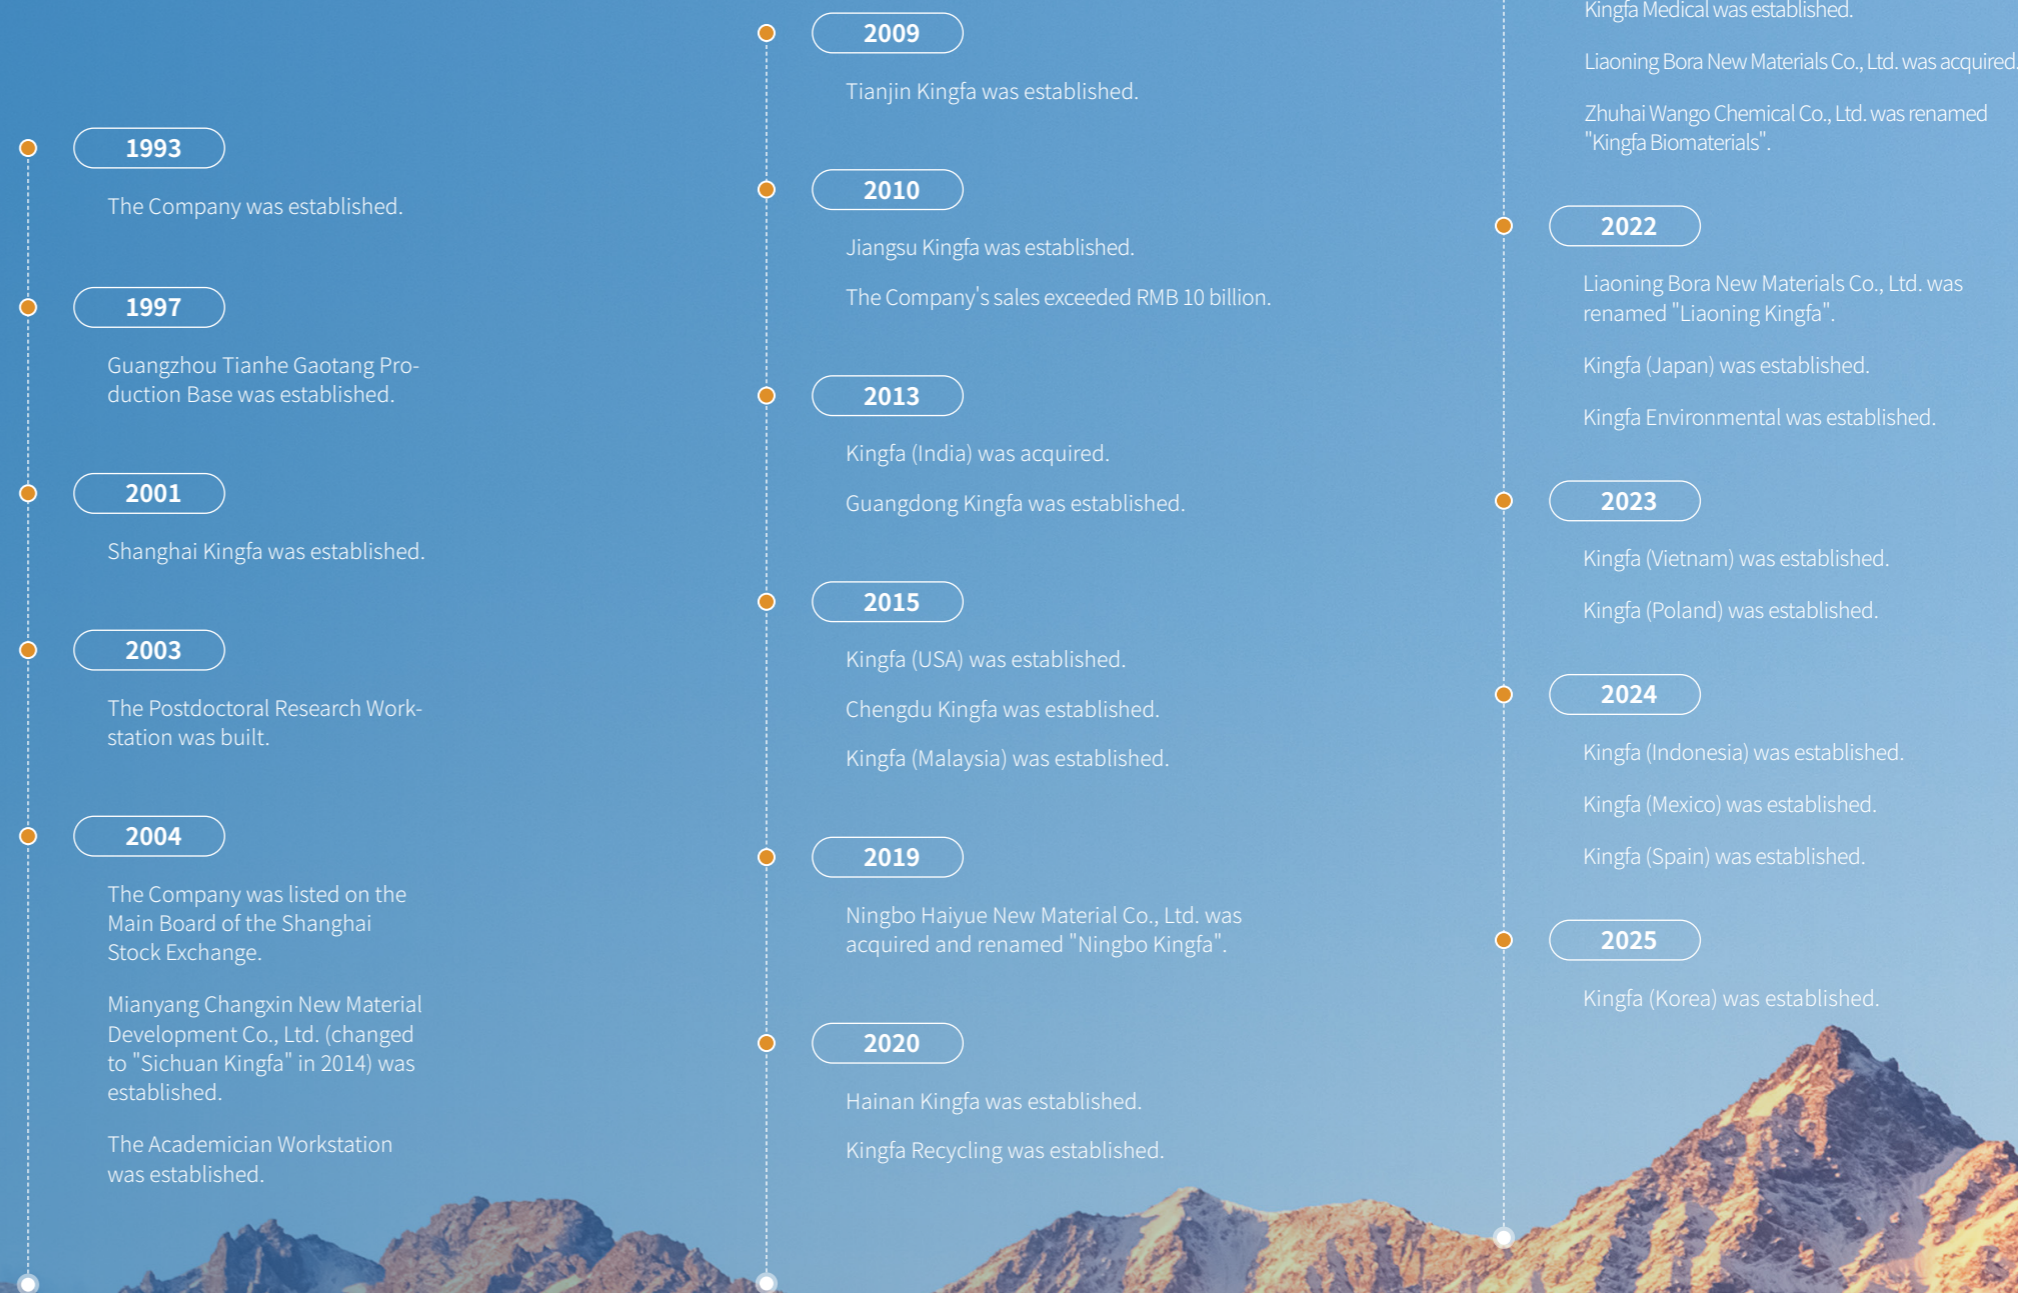 1993
The Company was established.
1997
Guangzhou Tianhe Gaotang Pro-
duction Base was established.
2001
Shanghai Kingfa was established.
2003
The Postdoctoral Research Work-
station was built.
2004
The Company was listed on the
Main Board of the Shanghai
Stock Exchange.
Mianyang Changxin New Material
Development Co., Ltd. (changed
to "Sichuan Kingfa" in 2014) was
established.
The Academician Workstation
was established.
2009
Tianjin Kingfa was established.
2010
Jiangsu Kingfa was established.
The Company's sales exceeded RMB 10 billion.
2013
Kingfa (India) was acquired.
Guangdong Kingfa was established.
2015
Kingfa (USA) was established.
Chengdu Kingfa was established.
Kingfa (Malaysia) was established.
2019
Ningbo Haiyue New Material Co., Ltd. was
acquired and renamed "Ningbo Kingfa".
2020
Hainan Kingfa was established.
Kingfa Recycling was established.
Kingfa Medical was established.
Liaoning Bora New Materials Co., Ltd. was acquired.
Zhuhai Wango Chemical Co., Ltd. was renamed
"Kingfa Biomaterials".
2022
Liaoning Bora New Materials Co., Ltd. was
renamed "Liaoning Kingfa".
Kingfa (Japan) was established.
Kingfa Environmental was established.
2023
Kingfa (Vietnam) was established.
Kingfa (Poland) was established.
2024
Kingfa (Indonesia) was established.
Kingfa (Mexico) was established.
Kingfa (Spain) was established.
2025
Kingfa (Korea) was established.